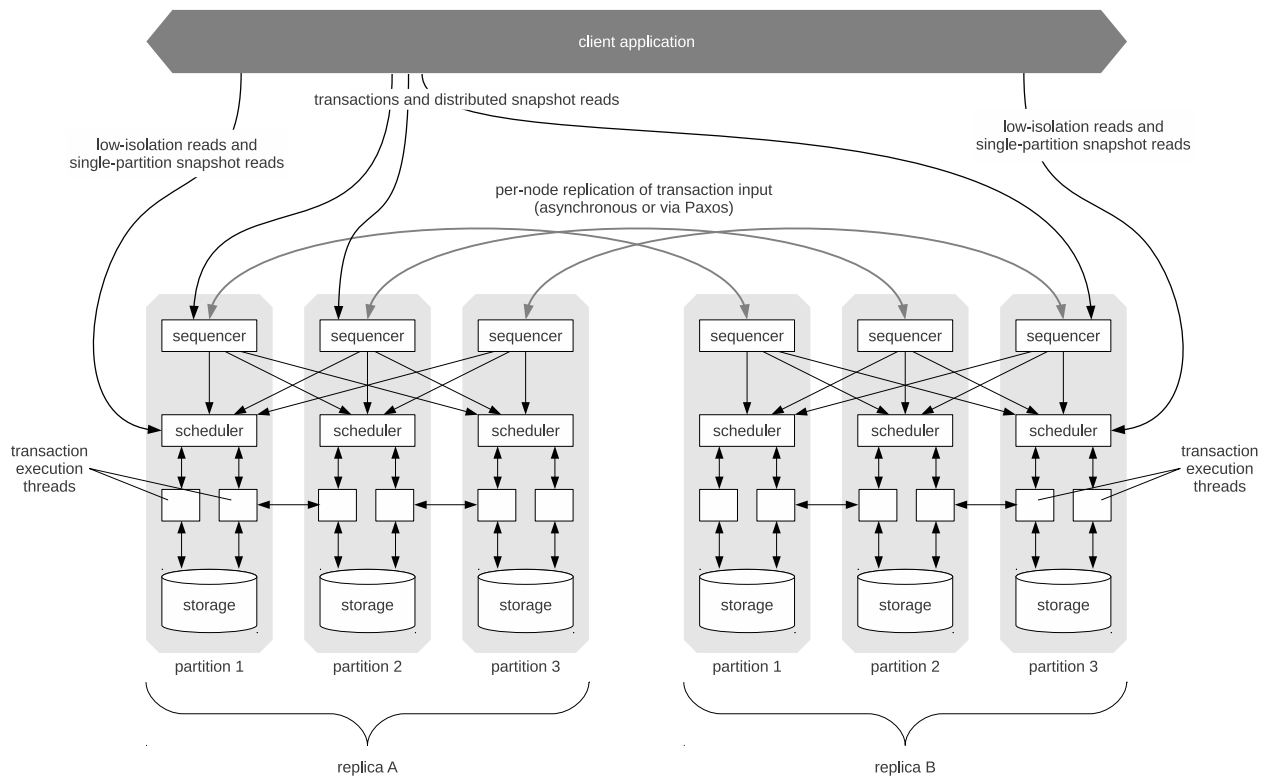 client application
transactions and distributed snapshot reads
low-isolation reads and
single-partition snapshot reads
low-isolation reads and
single-partition snapshot reads
per-node replication of transaction input
(asynchronous or via Paxos)
sequencer
sequencer
sequencer
sequencer
sequencer
sequencer
scheduler
scheduler
scheduler
scheduler
scheduler
scheduler
transaction
execution
threads
transaction
execution
threads
storage
storage
storage
storage
storage
storage
partition 1
partition 2
partition 3
partition 1
partition 2
partition 3
replica A
replica B